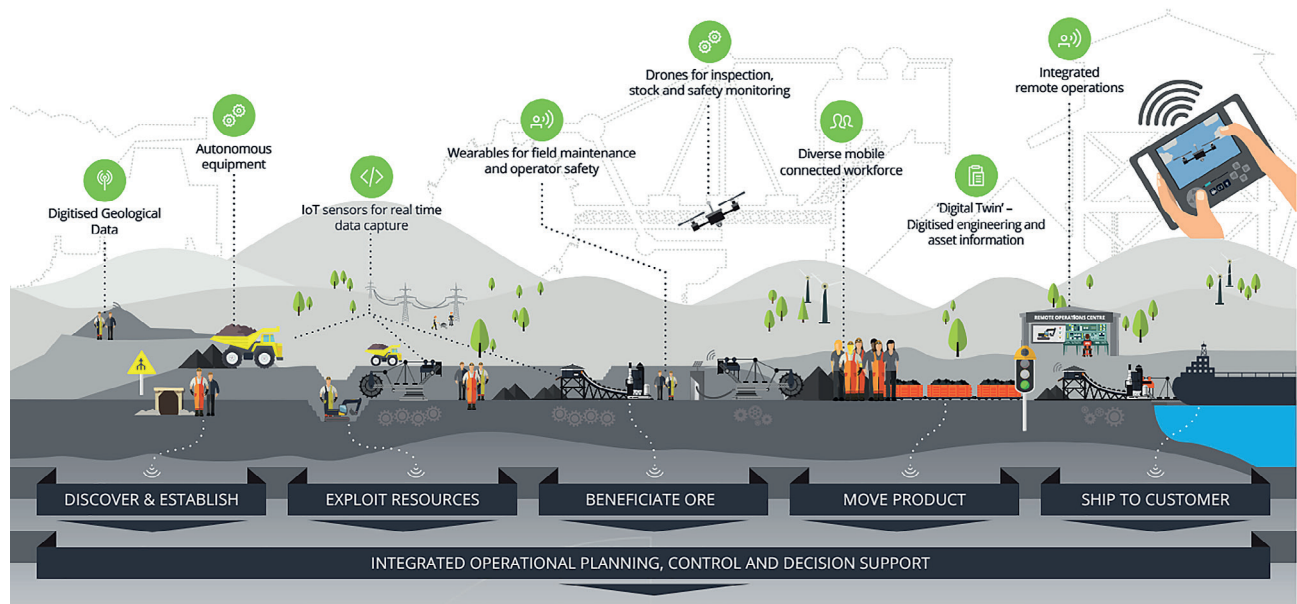 Digitised Geological
Data
Autonomous
equipment
</>
IoT sensors for real time
data capture
Wearables for field maintenance
and operator safety
Drones for inspection,
stock and safety monitoring
Diverse mobile
connected workforce
'Digital Twin' –
Digitised engineering and
asset information
Integrated
remote operations
REMOTE OPERATIONS CENTRE
DISCOVER & ESTABLISH
EXPLOIT RESOURCES
BENEFICIATE ORE
MOVE PRODUCT
SHIP TO CUSTOMER
INTEGRATED OPERATIONAL PLANNING, CONTROL AND DECISION SUPPORT